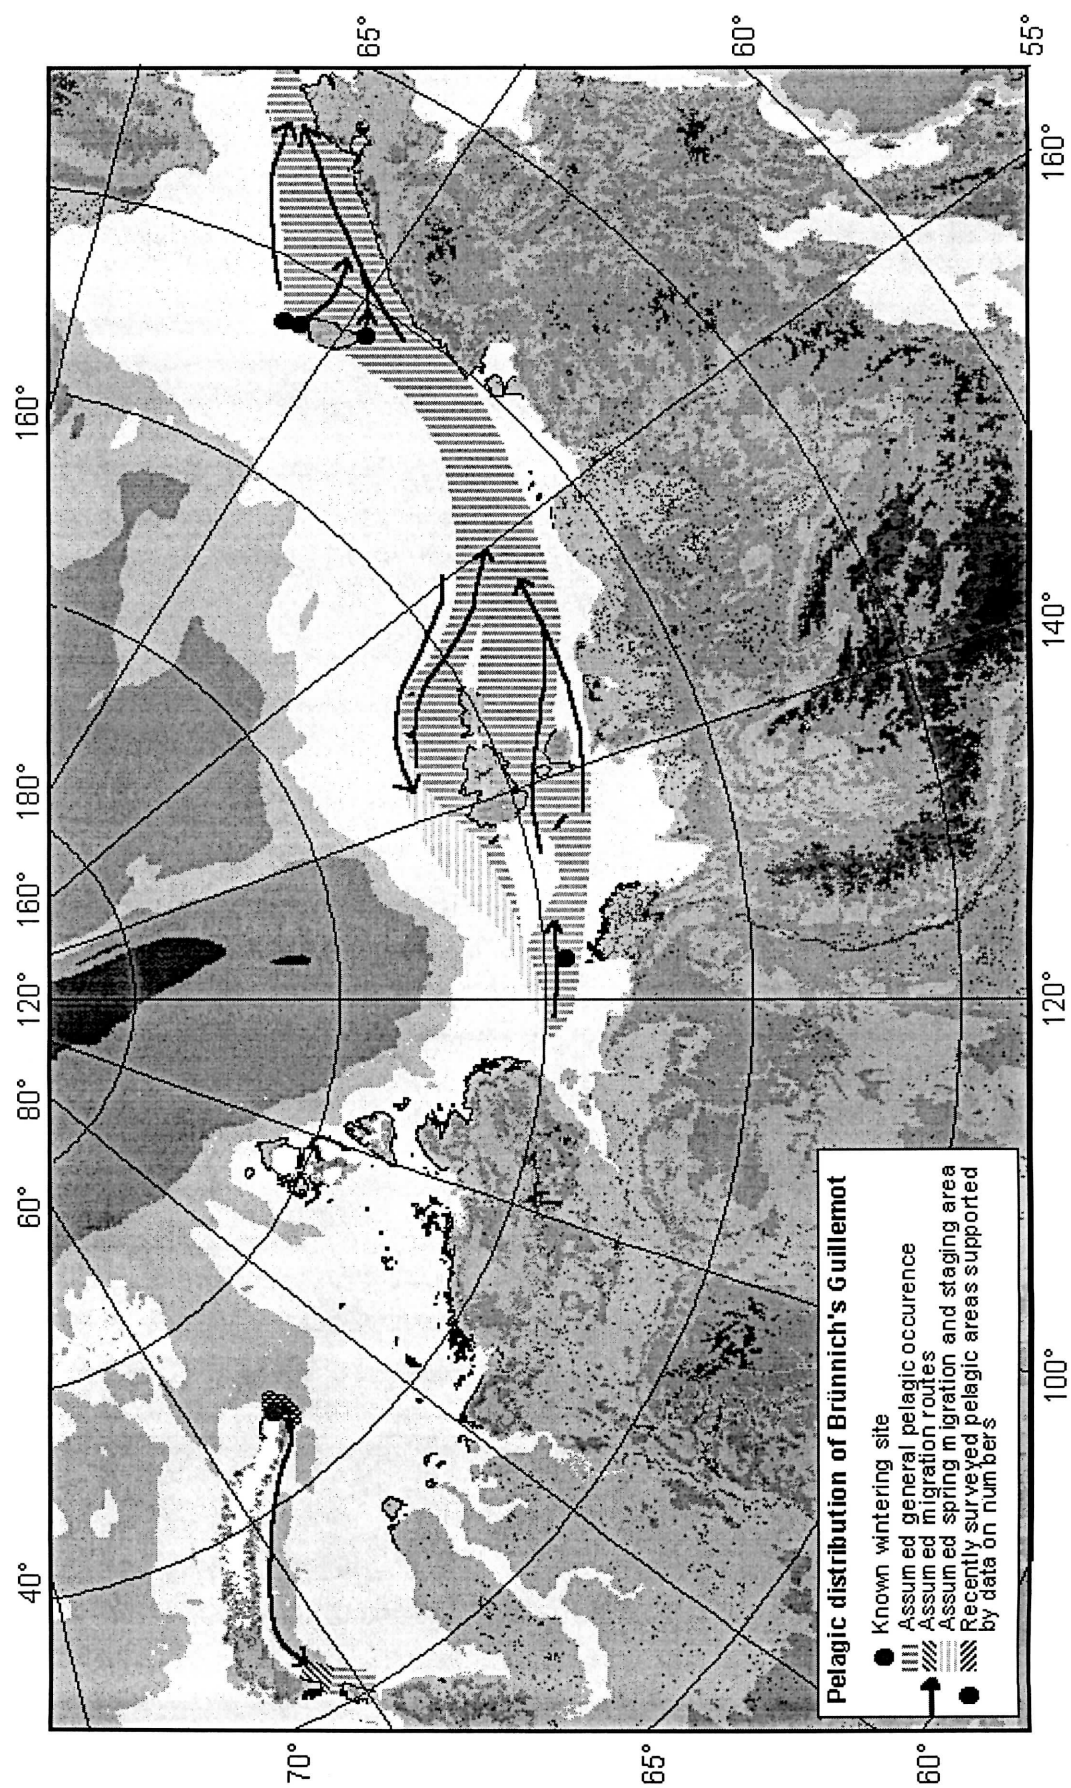 40° 60° 80° 120° 160° 180° 160°
65°
60°
55°
70°
65°
60°
Pelagic distribution of Brünnich's Guillemot
Known wintering site
Assumed general pelagic occurence
Assumed migration routes
Assumed spring migration and staging area
Recently surveyed pelagic areas supported
by data on numbers
100° 120° 140° 160°